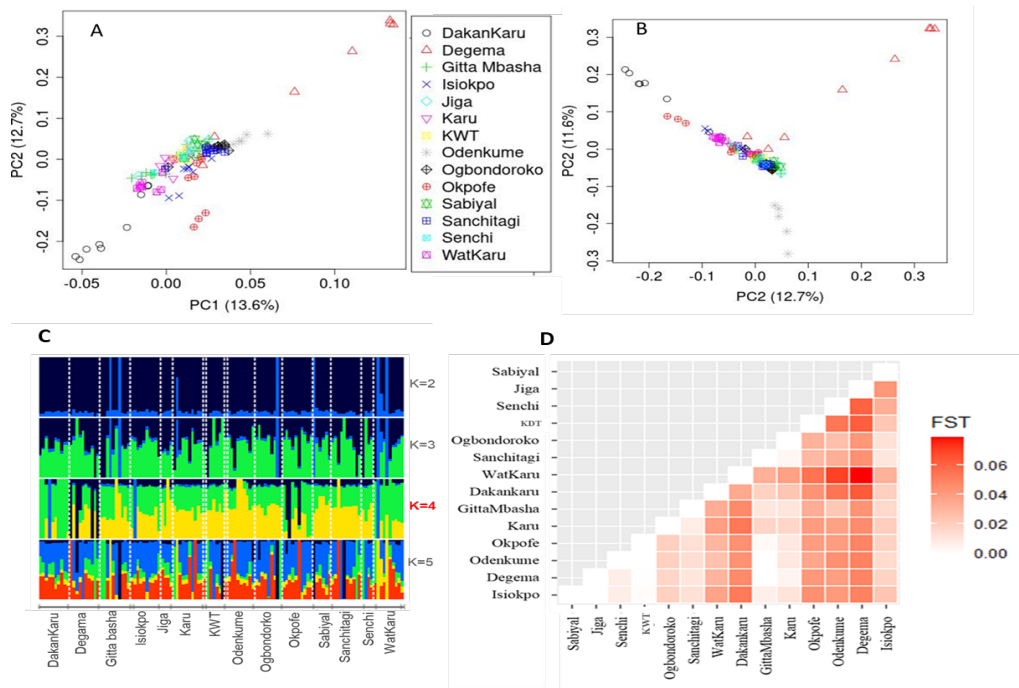 A
PC2 (12.7%)
0.3
0.2
0.1
0.0
-0.1
-0.2
-0.05
0.00
0.05
0.10
PC1 (13.6%)
DakanKaru
Degema
Gitta Mbasha
Isiokpo
Jiga
Karu
KWT
Odenkume
Ogbondoroko
Okpofe
Sabiyal
Sanchitagi
Senchi
WatKaru
B
PC2 (11.6%)
0.3
0.2
0.1
0.0
-0.1
-0.2
-0.3
-0.2
-0.1
0.0
0.1
0.2
0.3
PC2 (12.7%)
C
K=2
K=3
K=4
K=5
DakanKaru
Degama
Gitta basha
Isiokpo
Jiga
Karu
KWT
Odenkume
Ogbondorko
Okpofe
Sabiyal
Sanchitagi
Senchi
WatKaru
D
Sabiyal
Jiga
Senchi
KDT
Ogbondoroko
Sanchitagi
WatKaru
Dakankaru
GittaMbasha
Karu
Okpofe
Odenkume
Degema
Isiokpo
Sabiyal
Jiga
Senchi
KWT
Ogbondoroko
Sanchitagi
WatKaru
Dakankaru
GittaMbasha
Karu
Okpfoe
Odenkume
Degema
Isiokpo
FST
0.06
0.04
0.02
0.00